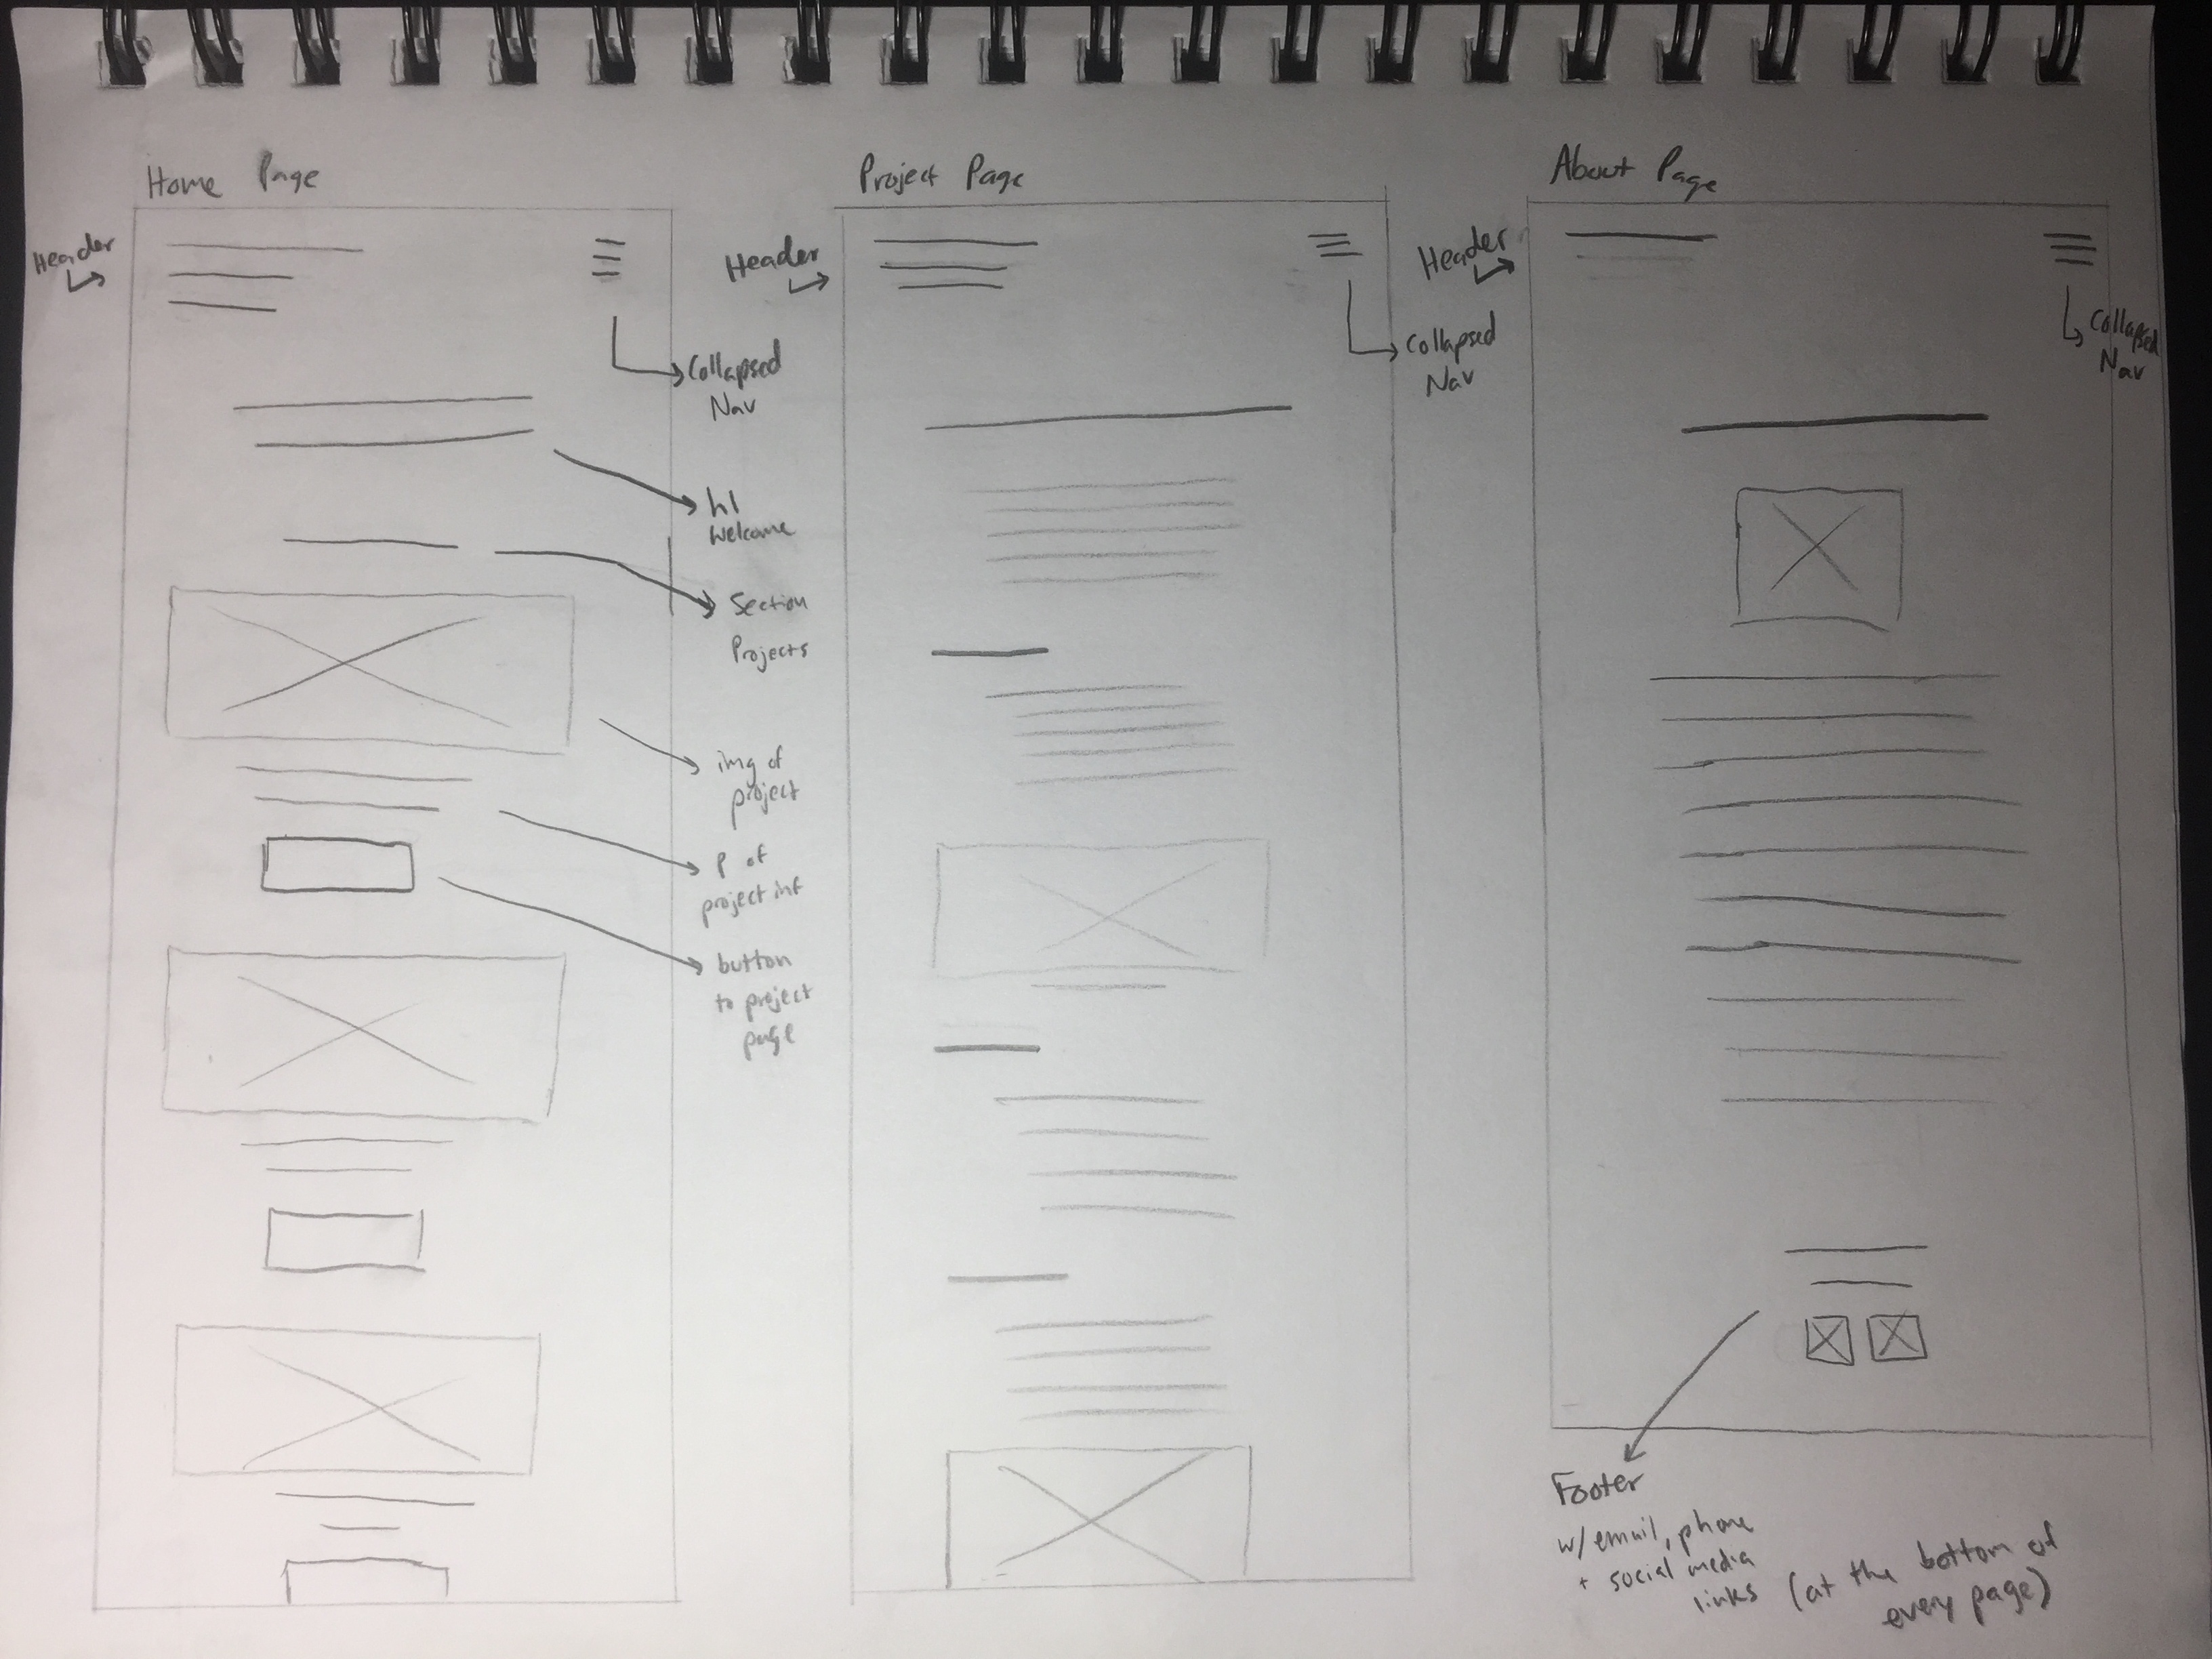 Home Page
Header
Collapsed
Nav
h1
Welcome
Section
Projects
img of
project
p of
project inf
button
to project
page
Project Page
Header
Collapsed
Nav
About Page
Header
Collapsed
Nav
Footer
w/ email, phone
+ social media
links (at the bottom of
every page)